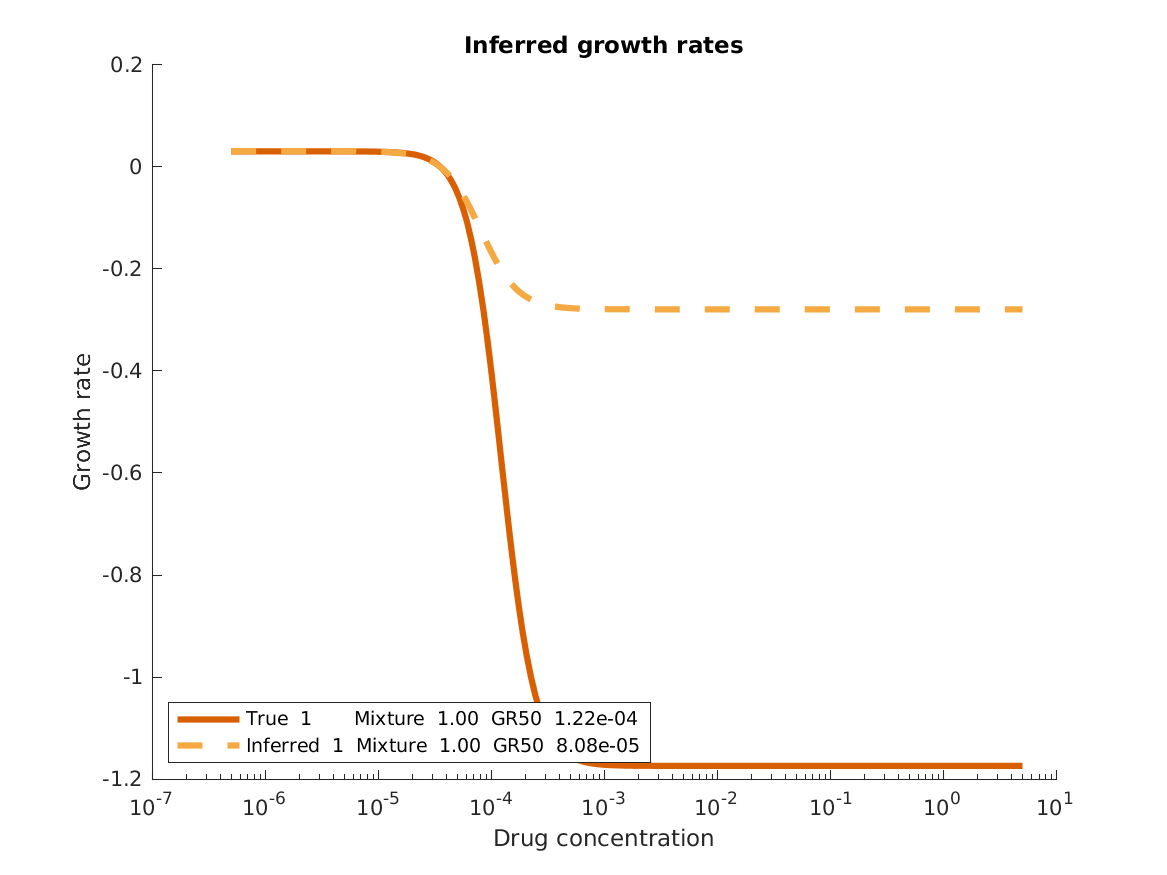 Inferred growth rates
0.2
0
-0.2
-0.4
-0.6
-0.8
-1
-1.2
Growth rate
True 1 Mixture 1.00 GR50 1.22e-04
Inferred 1 Mixture 1.00 GR50 8.08e-05
10^-7 10^-6 10^-5 10^-4 10^-3 10^-2 10^-1 10^0 10^1
Drug concentration